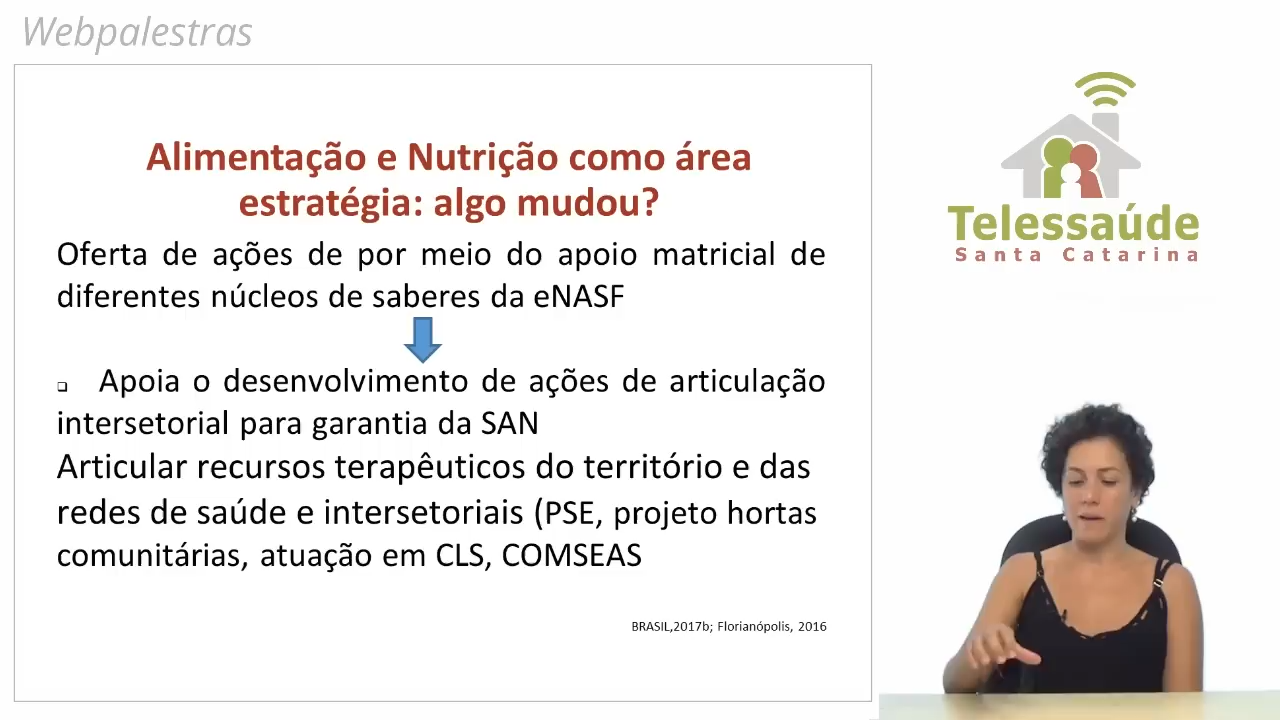 Webpalestras
Alimentação e Nutrição como área
estratégia: algo mudou?
Oferta de ações de por meio do apoio matricial de
diferentes núcleos de saberes da eNASF
Apoia o desenvolvimento de ações de articulação
intersetorial para garantia da SAN
Articular recursos terapêuticos do território e das
redes de saúde e intersetoriais (PSE, projeto hortas
comunitárias, atuação em CLS, COMSEAS
BRASIL,2017b; Florianópolis, 2016
Telessaúde
Santa Catarina